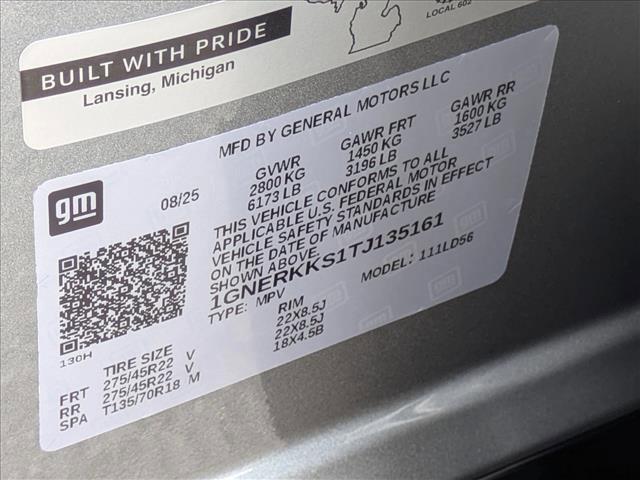 LOCAL 602
BUILT WITH PRIDE
Lansing, Michigan
gm
08/25
MFD BY GENERAL MOTORS LLC
GVWR GAWR FRT GAWR RR
2800 KG 1450 KG 1600 KG
6173 LB 3196 LB 3527 LB
THIS VEHICLE CONFORMS TO ALL
APPLICABLE U.S. FEDERAL MOTOR
VEHICLE SAFETY STANDARDS IN EFFECT
ON THE DATE OF MANUFACTURE
SHOWN ABOVE.
1GNERKKS1TJ135161
TYPE: MPV MODEL: 111LD56
130H
TIRE SIZE RIM
FRT 275/45R22 V 22X8.5J
RR 275/45R22 V 22X8.5J
SPA T135/70R18 M 18X4.5B